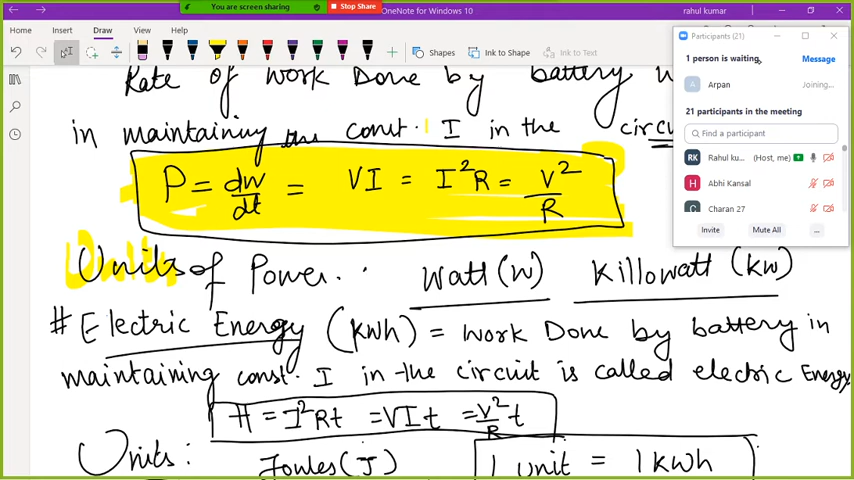 You are screen sharing
Stop Share
OneNote for Windows 10
rahul kumar
Home
Insert
Draw
View
Shapes
Ink to Shape
Ink to Text
Participants (21)
1 person is waiting
Message
A
Arpan
Joining...
21 participants in the meeting
Find a participant
RK
Rahul ku...
(Host, me)
A
Abhi Kansal
C
Charan 27
Invite
Mute All
...
Rate of Work Done by battery
in maintaining the const. I in the
P = dw/dt = VI = I²R = V²/R
Units of Power. : Watt (W) Killowatt (kW)
# Electric Energy (kWh) = Work Done by battery in
maintaining const. I in the circuit is called electric Energy
H = I²Rt = VIt = V²/R t
Units: Joules (J) 1 unit = 1 kWh